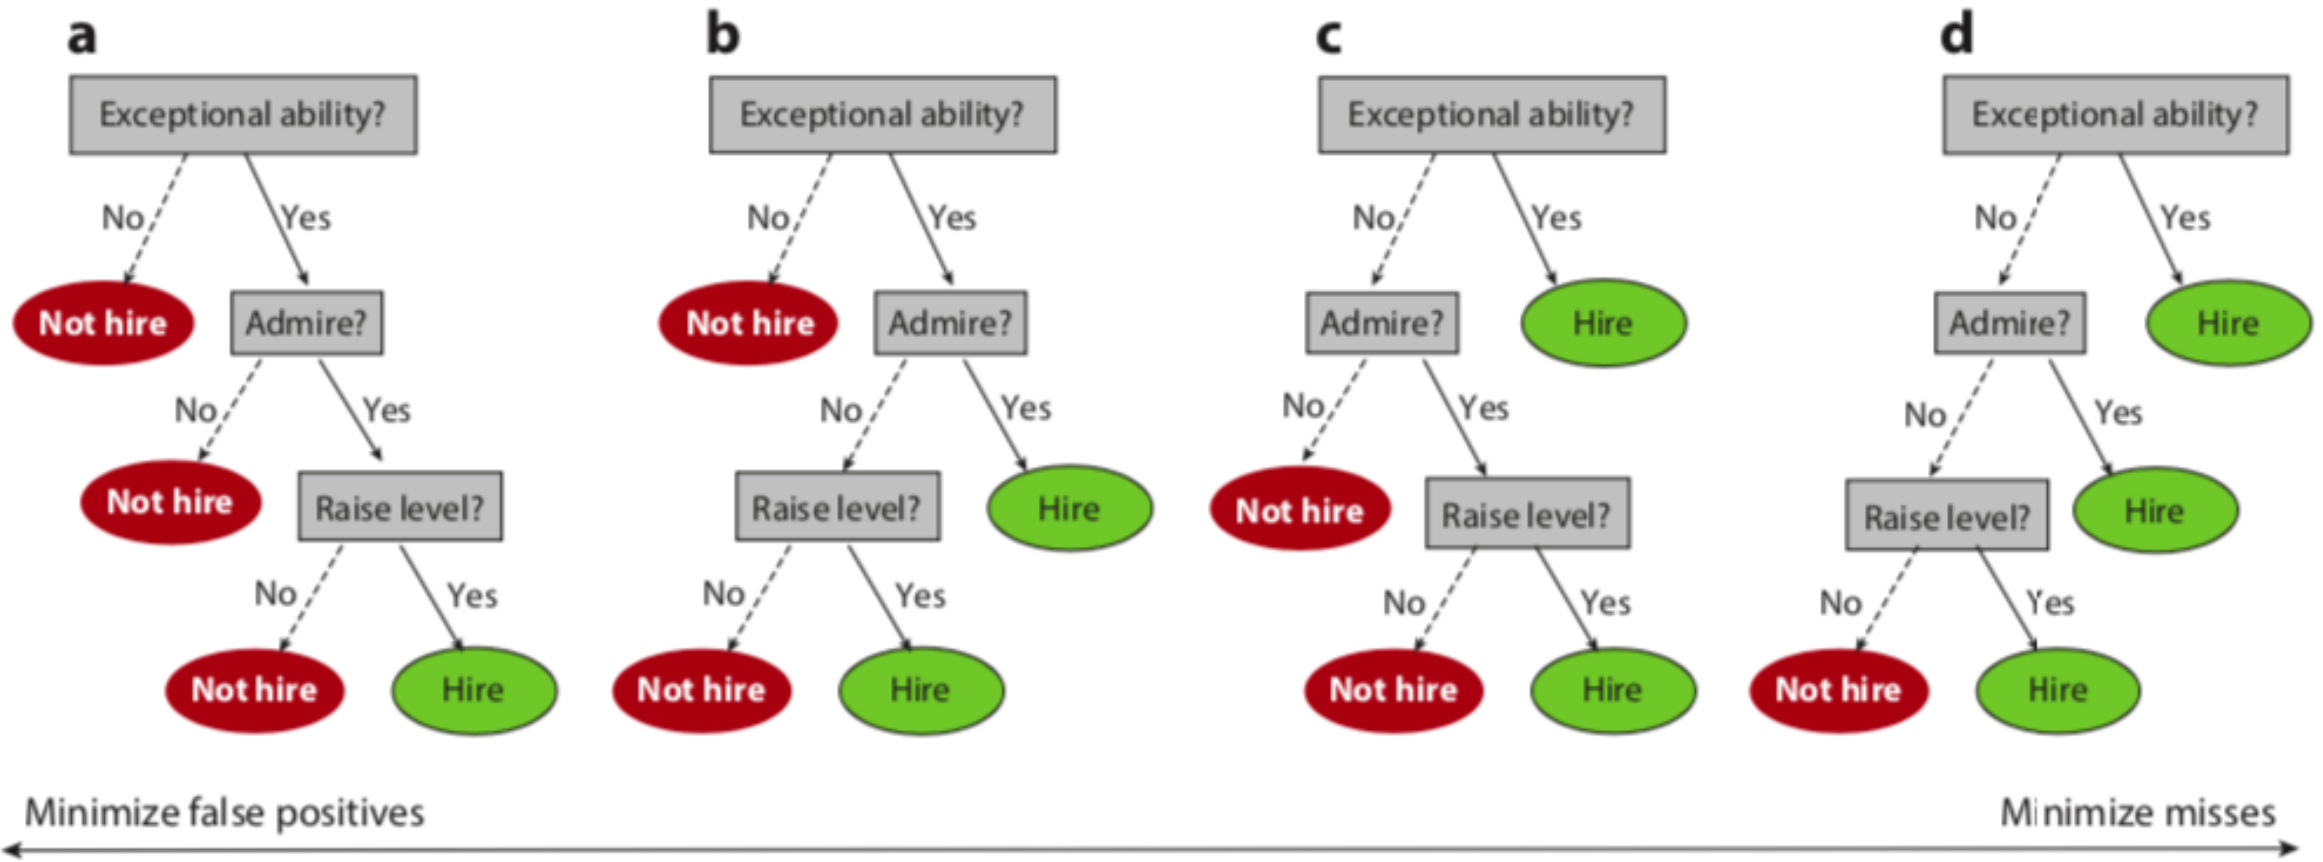 a
Exceptional ability?
No
Yes
Not hire
Admire?
No
Yes
Not hire
Raise level?
No
Yes
Not hire
Hire
b
Exceptional ability?
No
Yes
Not hire
Admire?
No
Yes
Raise level?
Hire
No
Yes
Not hire
Hire
c
Exceptional ability?
No
Yes
Admire?
Hire
No
Yes
Not hire
Raise level?
No
Yes
Not hire
Hire
d
Exceptional ability?
No
Yes
Admire?
Hire
No
Yes
Raise level?
Hire
No
Yes
Not hire
Hire
Minimize false positives
Minimize misses